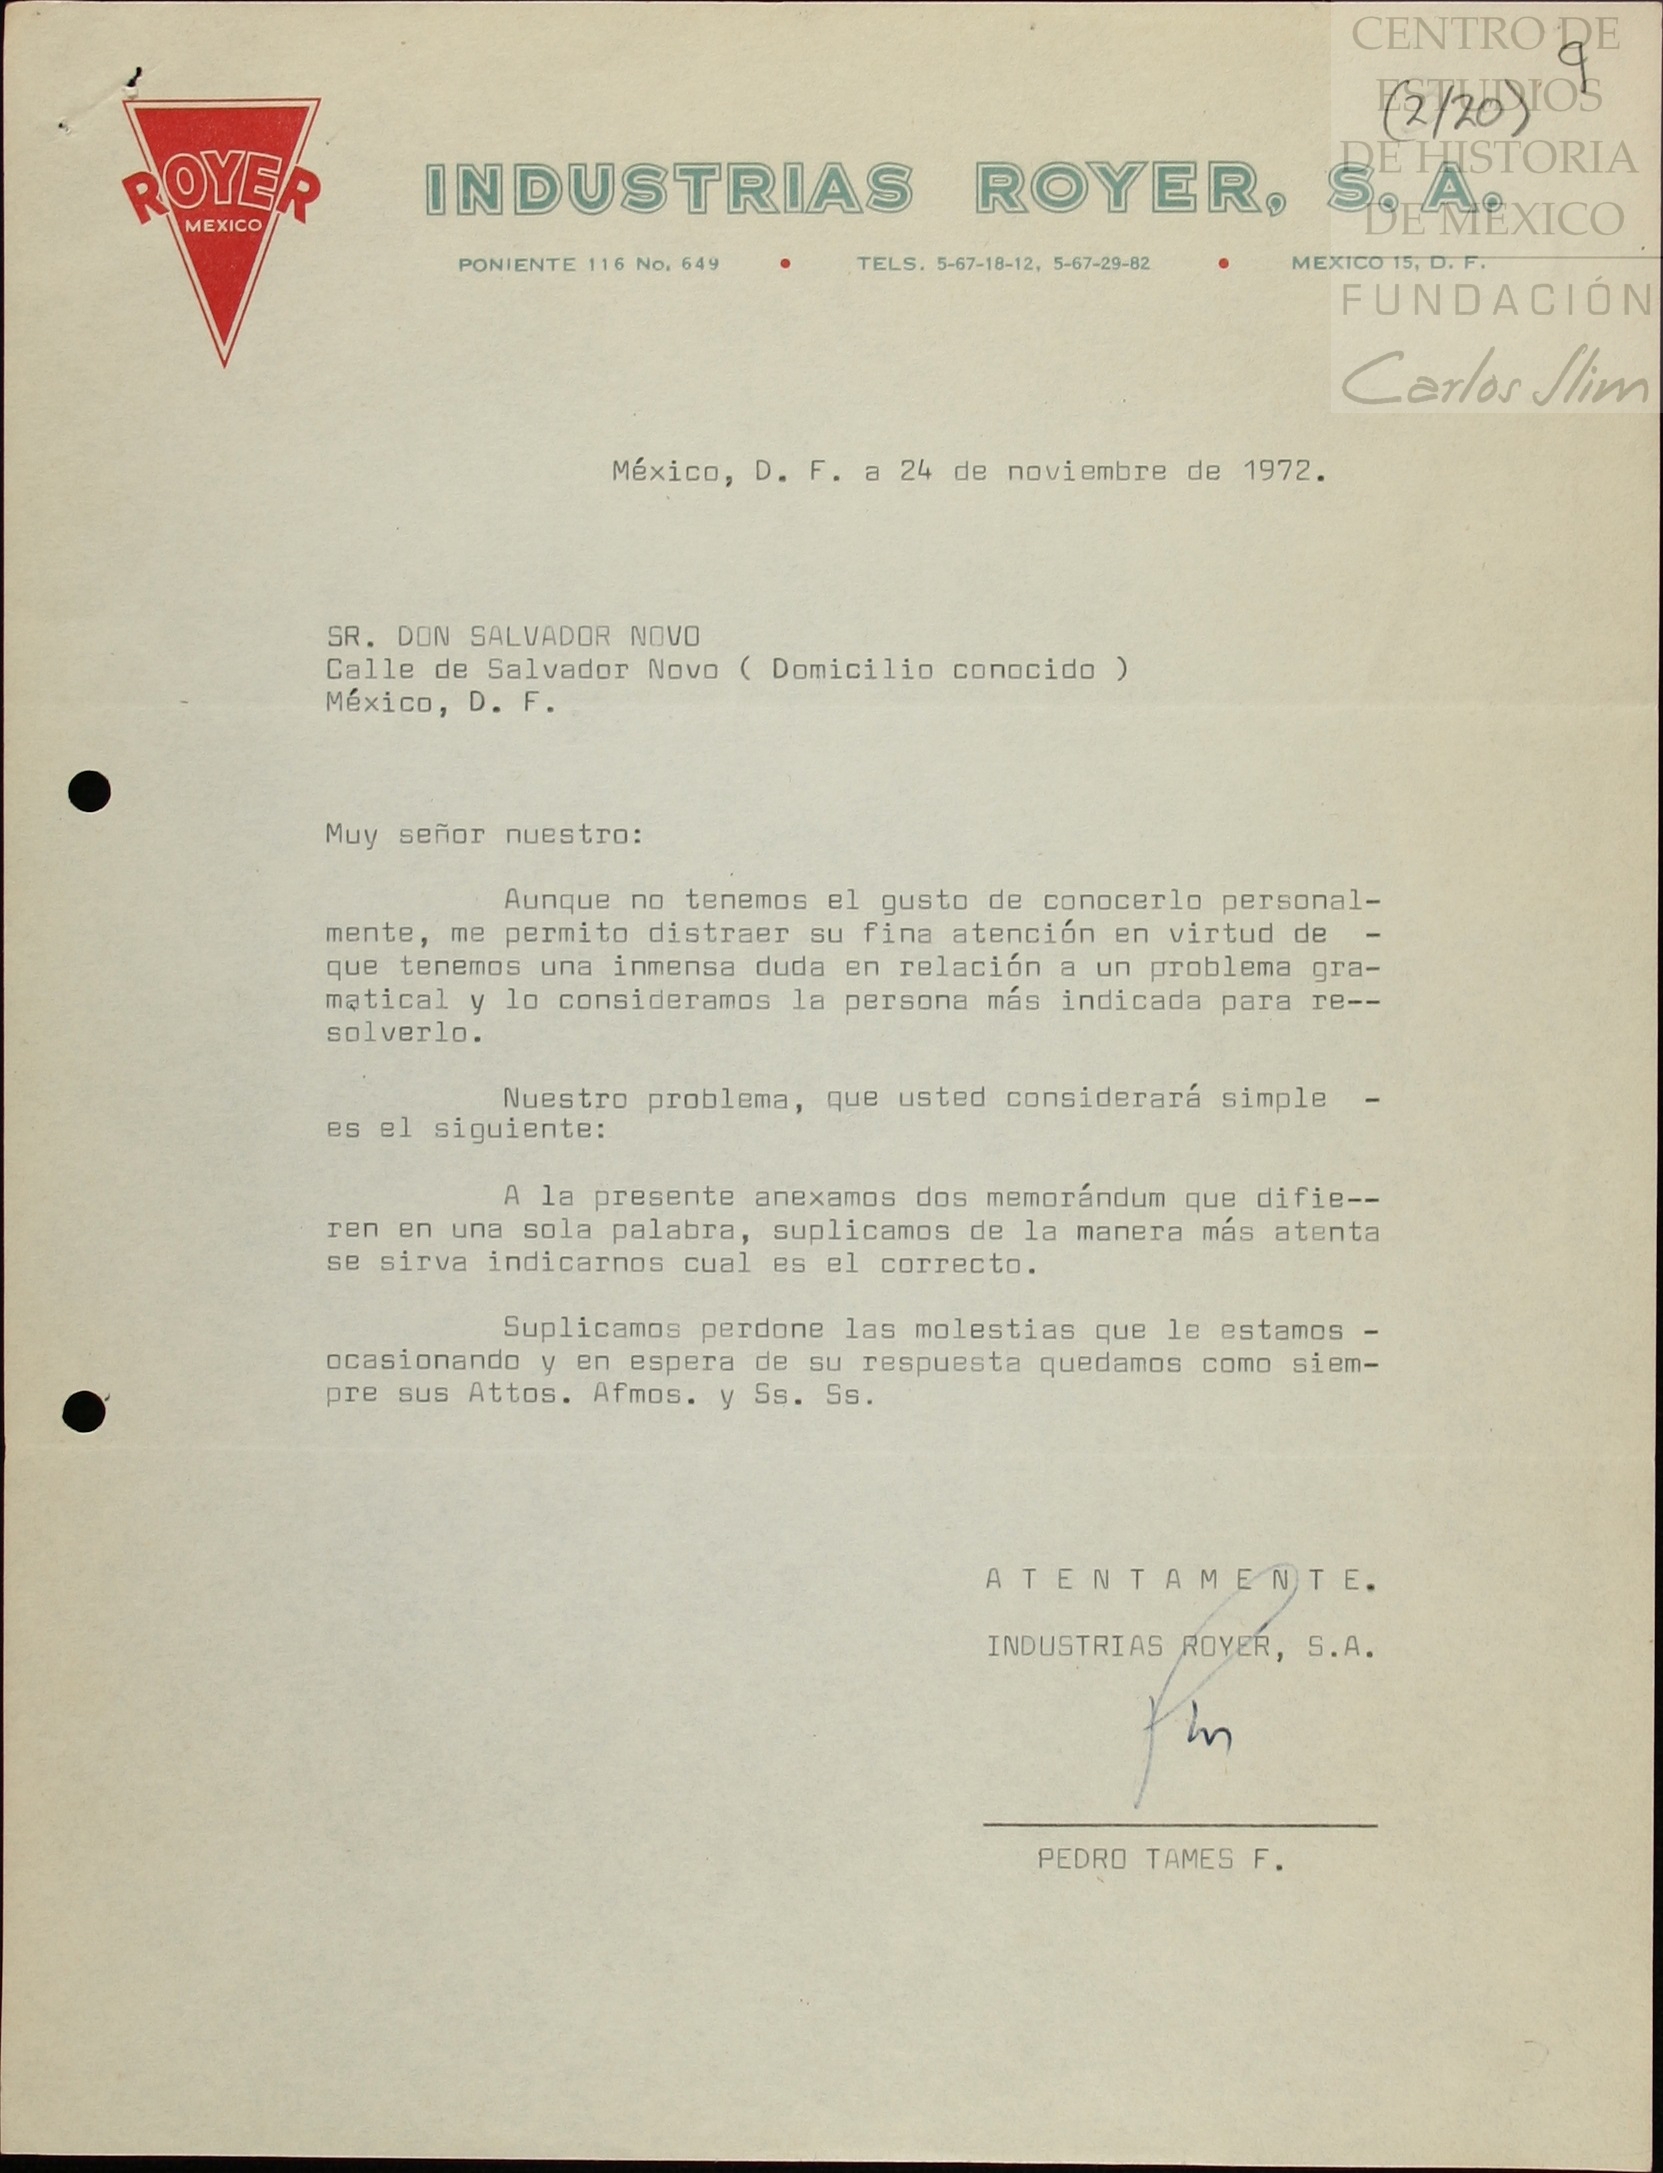 CENTRO DE
ESTUDIOS
DE HISTORIA
DE MÉXICO
FUNDACIÓN
Carlos Slim
9
(2/20)
ROYER
MEXICO
INDUSTRIAS ROYER, S. A.
PONIENTE 116 No. 649 • TELS. 5-67-18-12, 5-67-29-82 • MEXICO 15, D. F.
México, D. F. a 24 de noviembre de 1972.
SR. DON SALVADOR NOVO
Calle de Salvador Novo ( Domicilio conocido )
México, D. F.
Muy señor nuestro:
Aunque no tenemos el gusto de conocerlo personal-
mente, me permito distraer su fina atención en virtud de -
que tenemos una inmensa duda en relación a un problema gra-
matical y lo consideramos la persona más indicada para re--
solverlo.
Nuestro problema, que usted considerará simple -
es el siguiente:
A la presente anexamos dos memorándum que difie--
ren en una sola palabra, suplicamos de la manera más atenta
se sirva indicarnos cual es el correcto.
Suplicamos perdone las molestias que le estamos -
ocasionando y en espera de su respuesta quedamos como siem-
pre sus Attos. Afmos. y Ss. Ss.
A T E N T A M E N T E.
INDUSTRIAS ROYER, S.A.
PEDRO TAMES F.